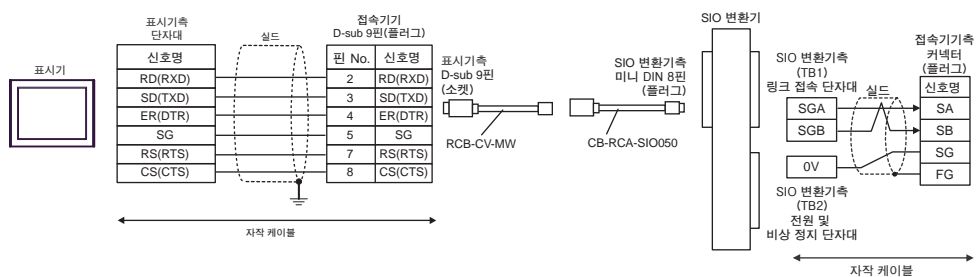 표시기
표시기측
단자대
실드
접속기기
D-sub 9핀(플러그)
신호명
핀 No. 신호명
RD(RXD) 2 RD(RXD)
SD(TXD) 3 SD(TXD)
ER(DTR) 4 ER(DTR)
SG 5 SG
RS(RTS) 7 RS(RTS)
CS(CTS) 8 CS(CTS)
자작 케이블
표시기측
D-sub 9핀
(소켓)
RCB-CV-MW
SIO 변환기측
미니 DIN 8핀
(플러그)
CB-RCA-SIO050
SIO 변환기
SIO 변환기측
(TB1)
링크 접속 단자대
실드
접속기기측
커넥터
(플러그)
신호명
SGA SA
SGB SB
SG
0V
FG
SIO 변환기측
(TB2)
전원 및
비상 정지 단자대
자작 케이블